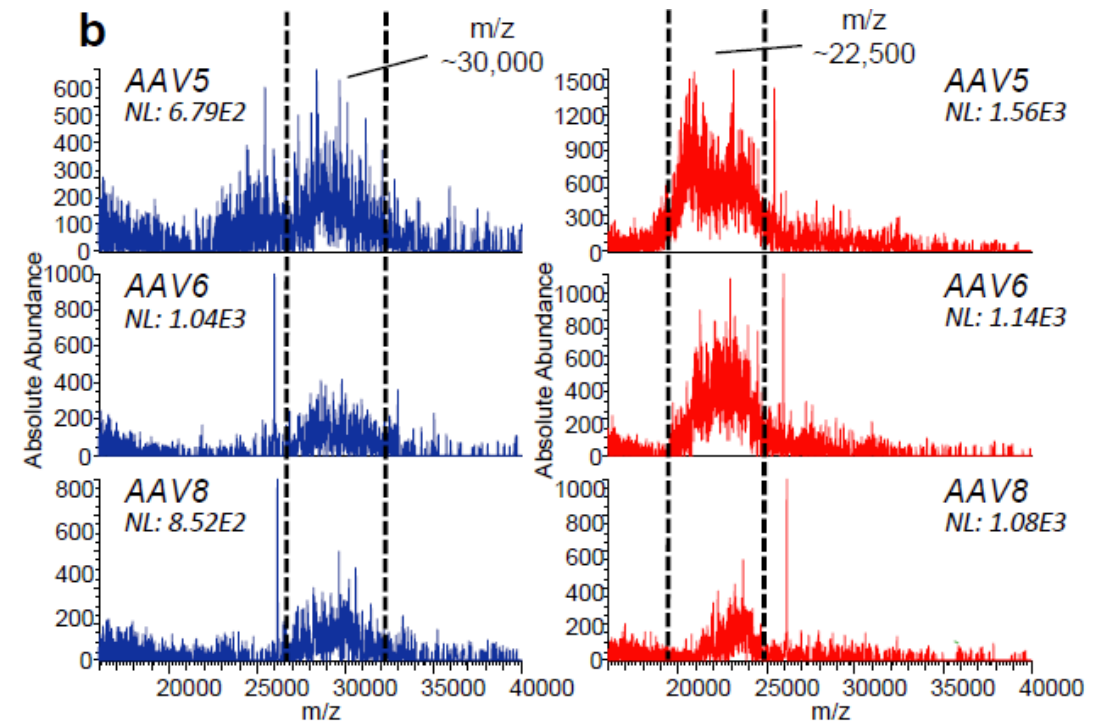 b
m/z
~30,000
AAV5
NL: 6.79E2
600
500
400
300
200
100
0
AAV6
NL: 1.04E3
1000
800
600
400
200
0
AAV8
NL: 8.52E2
800
600
400
200
0
Absolute Abundance
20000 25000 30000 35000 40000
m/z
m/z
~22,500
AAV5
NL: 1.56E3
1500
1200
900
600
300
0
AAV6
NL: 1.14E3
1000
800
600
400
200
0
AAV8
NL: 1.08E3
1000
800
600
400
200
0
Absolute Abundance
20000 25000 30000 35000 40000
m/z